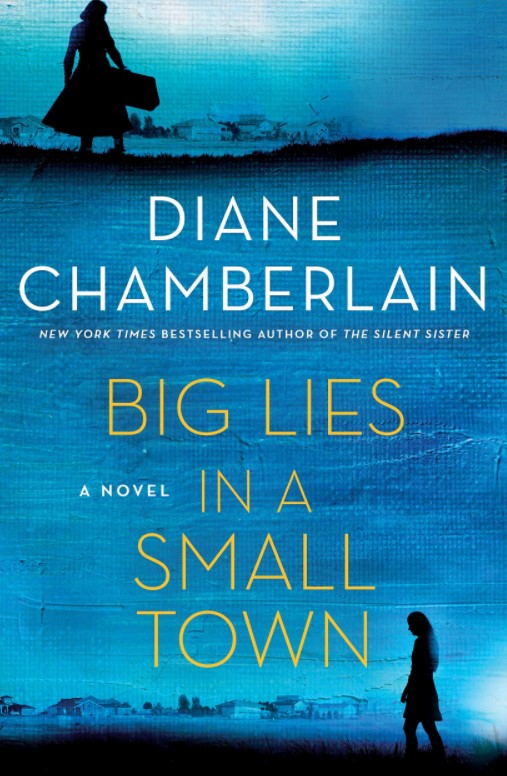 DIANE
CHAMBERLAIN
NEW YORK TIMES BESTSELLING AUTHOR OF THE SILENT SISTER
BIG LIES
A NOVEL IN A
SMALL
TOWN